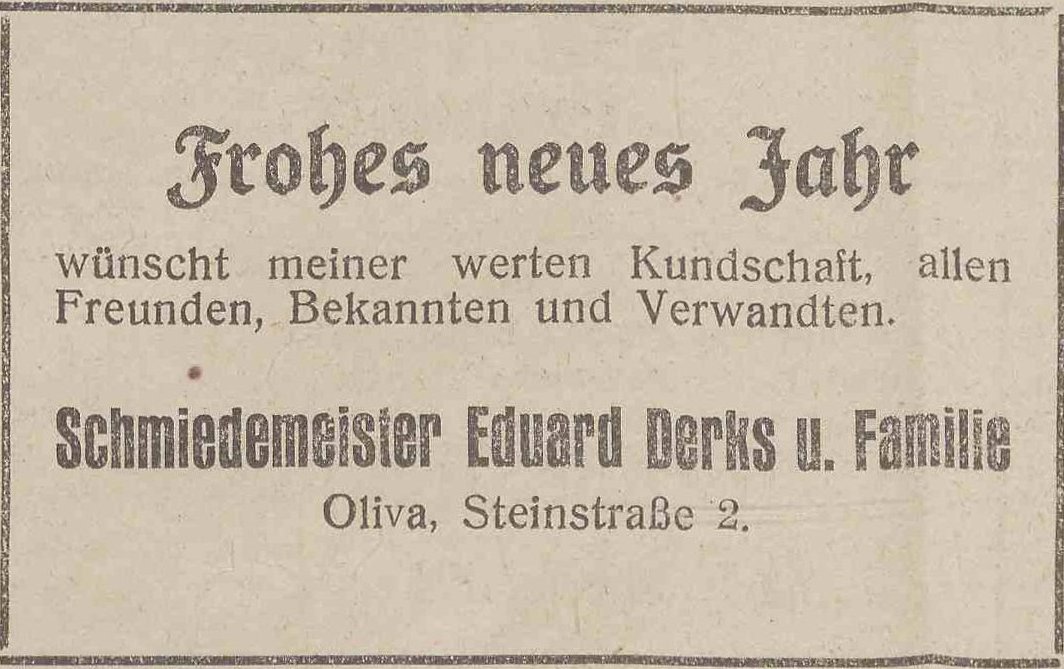 Frohes neues Jahr
wünscht meiner werten Kundschaft, allen
Freunden, Bekannten und Verwandten.
Schmiedemeister Eduard Derks u. Familie
Oliva, Steinstraße 2.